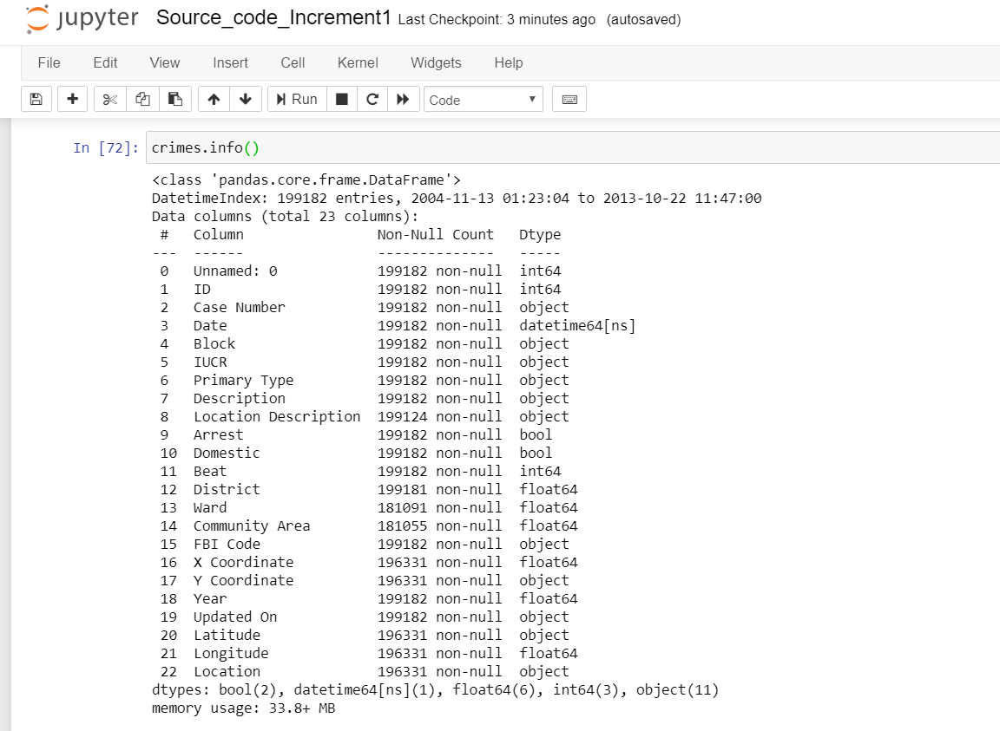 jupyter Source_code_Increment1 Last Checkpoint: 3 minutes ago (autosaved)
File Edit View Insert Cell Kernel Widgets Help
Run Code
In [72]: crimes.info()
<class 'pandas.core.frame.DataFrame'>
DatetimeIndex: 199182 entries, 2004-11-13 01:23:04 to 2013-10-22 11:47:00
Data columns (total 23 columns):
 #   Column                Non-Null Count   Dtype
---  ------                --------------   -----
 0   Unnamed: 0            199182 non-null  int64
 1   ID                    199182 non-null  int64
 2   Case Number           199182 non-null  object
 3   Date                  199182 non-null  datetime64[ns]
 4   Block                 199182 non-null  object
 5   IUCR                  199182 non-null  object
 6   Primary Type          199182 non-null  object
 7   Description           199182 non-null  object
 8   Location Description  199124 non-null  object
 9   Arrest                199182 non-null  bool
 10  Domestic              199182 non-null  bool
 11  Beat                  199182 non-null  int64
 12  District              199181 non-null  float64
 13  Ward                  181091 non-null  float64
 14  Community Area        181055 non-null  float64
 15  FBI Code              199182 non-null  object
 16  X Coordinate          196331 non-null  float64
 17  Y Coordinate          196331 non-null  object
 18  Year                  199182 non-null  float64
 19  Updated On            199182 non-null  object
 20  Latitude              196331 non-null  object
 21  Longitude             196331 non-null  float64
 22  Location              196331 non-null  object
dtypes: bool(2), datetime64[ns](1), float64(6), int64(3), object(11)
memory usage: 33.8+ MB